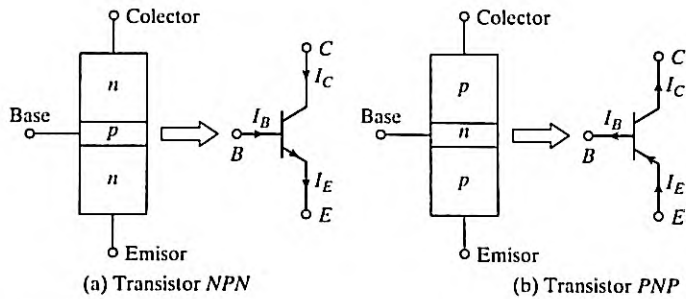 Colector
n
Base
p
n
Emisor
C
I_C
I_B
B
I_E
E
(a) Transistor NPN
Colector
p
Base
n
p
Emisor
C
I_C
I_B
B
I_E
E
(b) Transistor PNP